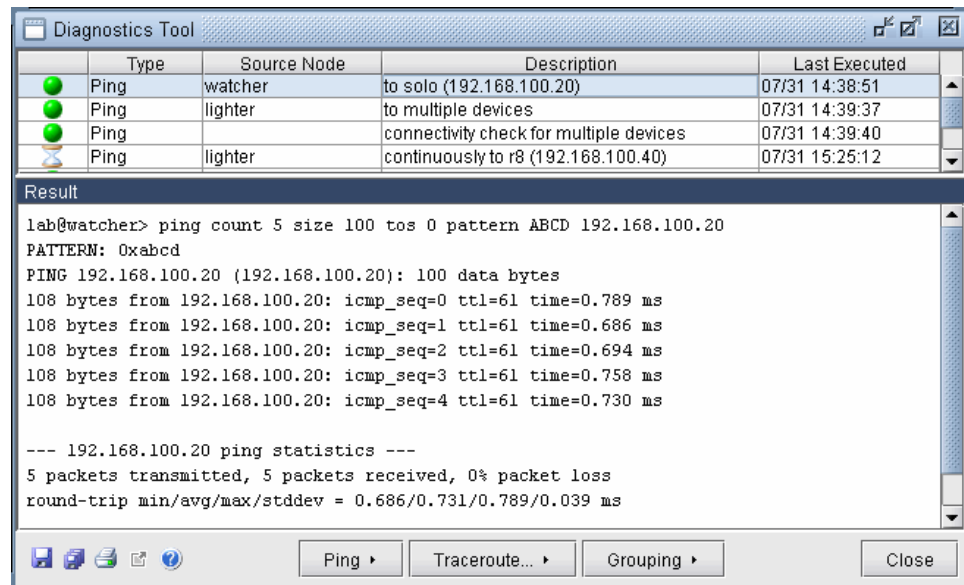 Diagnostics Tool
Type Source Node Description Last Executed
Ping watcher to solo (192.168.100.20) 07/31 14:38:51
Ping lighter to multiple devices 07/31 14:39:37
Ping connectivity check for multiple devices 07/31 14:39:40
Ping lighter continuously to r8 (192.168.100.40) 07/31 15:25:12
Result
lab@watcher> ping count 5 size 100 tos 0 pattern ABCD 192.168.100.20
PATTERN: 0xabcd
PING 192.168.100.20 (192.168.100.20): 100 data bytes
108 bytes from 192.168.100.20: icmp_seq=0 ttl=61 time=0.789 ms
108 bytes from 192.168.100.20: icmp_seq=1 ttl=61 time=0.686 ms
108 bytes from 192.168.100.20: icmp_seq=2 ttl=61 time=0.694 ms
108 bytes from 192.168.100.20: icmp_seq=3 ttl=61 time=0.758 ms
108 bytes from 192.168.100.20: icmp_seq=4 ttl=61 time=0.730 ms
--- 192.168.100.20 ping statistics ---
5 packets transmitted, 5 packets received, 0% packet loss
round-trip min/avg/max/stddev = 0.686/0.731/0.789/0.039 ms
Ping Traceroute... Grouping Close